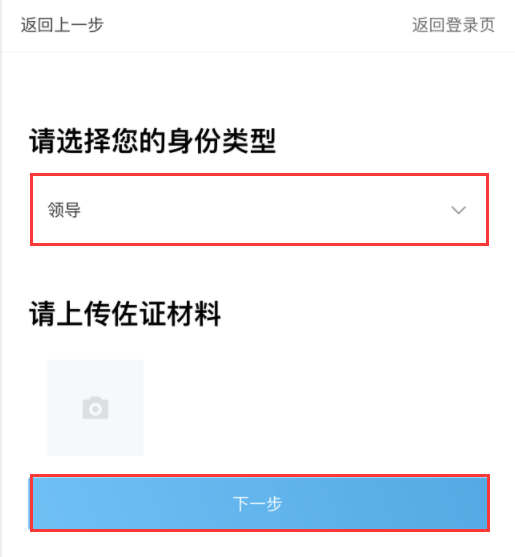 返回上一步
返回登录页
请选择您的身份类型
领导
请上传佐证材料
下一步